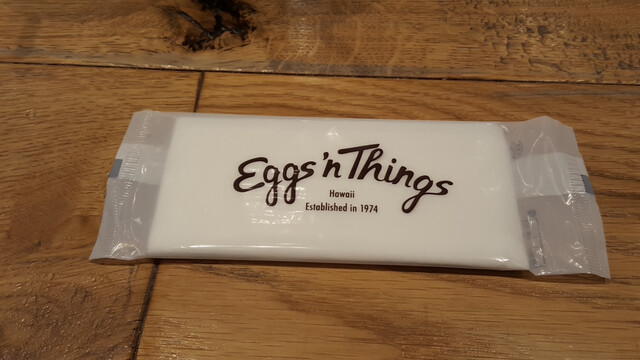 Eggs'n Things
Hawaii
Established in 1974